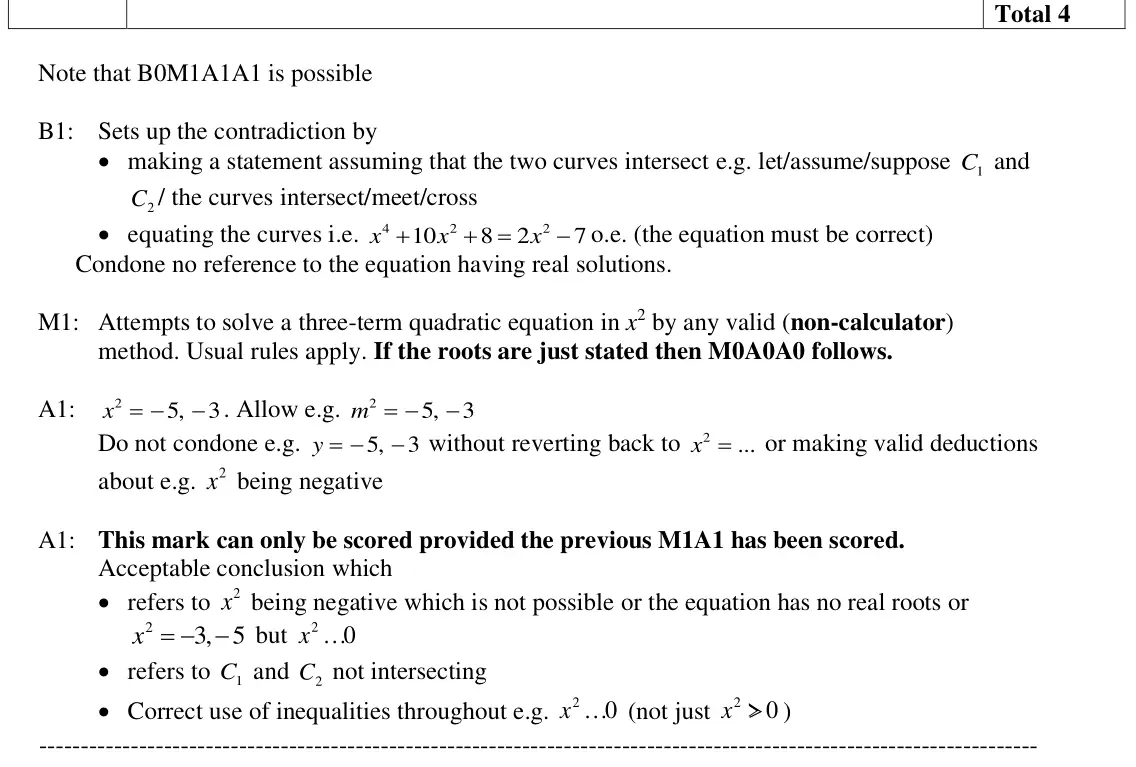 Total 4
Note that B0M1A1A1 is possible
B1: Sets up the contradiction by
• making a statement assuming that the two curves intersect e.g. let/assume/suppose C₁ and
C₂/ the curves intersect/meet/cross
• equating the curves i.e. x⁴ +10x² +8 = 2x² − 7 o.e. (the equation must be correct)
Condone no reference to the equation having real solutions.
M1: Attempts to solve a three-term quadratic equation in x² by any valid (non-calculator)
method. Usual rules apply. If the roots are just stated then M0A0A0 follows.
A1: x² = −5, −3. Allow e.g. m² = −5, −3
Do not condone e.g. y = −5, −3 without reverting back to x² = ... or making valid deductions
about e.g. x² being negative
A1: This mark can only be scored provided the previous M1A1 has been scored.
Acceptable conclusion which
• refers to x² being negative which is not possible or the equation has no real roots or
x² = −3, −5 but x² …0
• refers to C₁ and C₂ not intersecting
• Correct use of inequalities throughout e.g. x² …0 (not just x² > 0 )